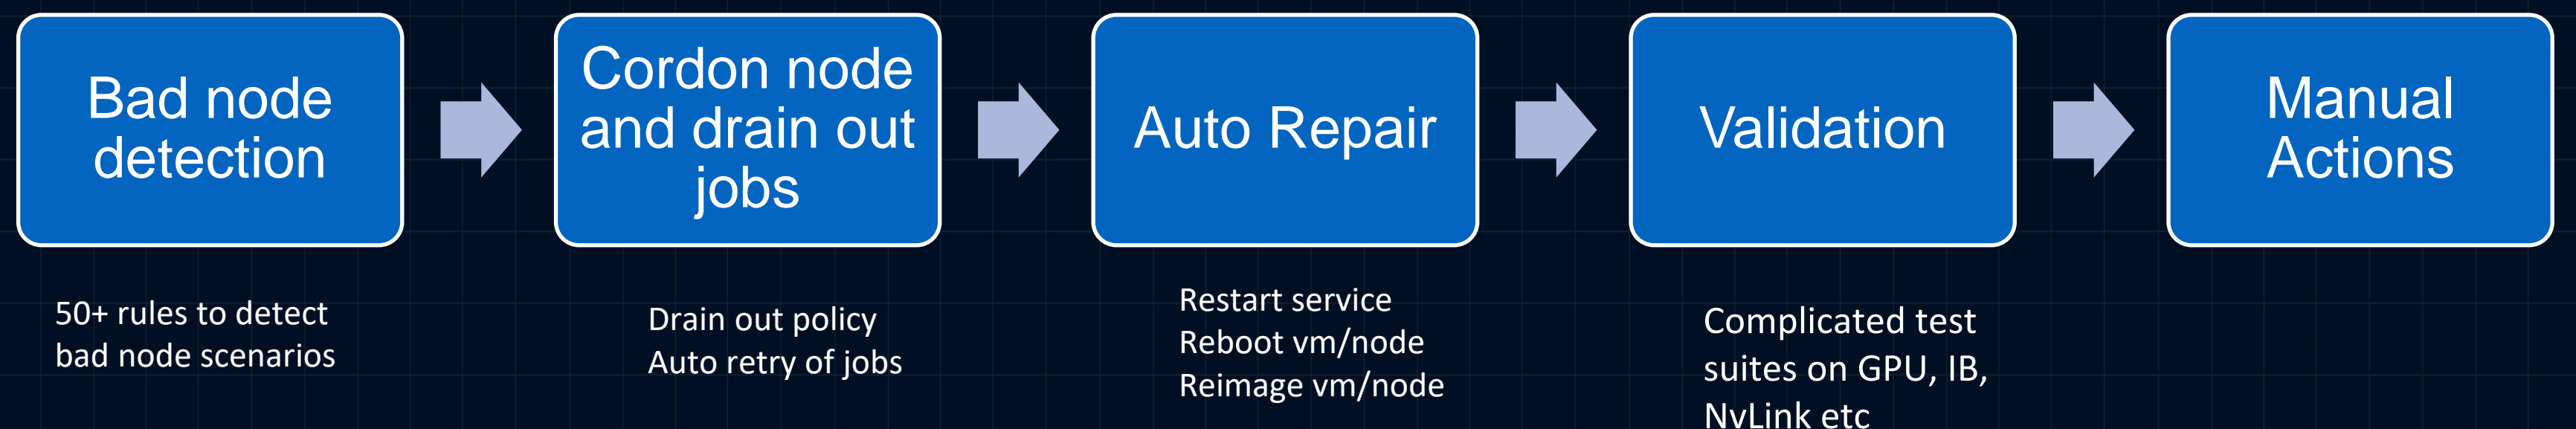 Bad node
detection
Cordon node
and drain out
jobs
Auto Repair
Validation
Manual
Actions
50+ rules to detect
bad node scenarios
Drain out policy
Auto retry of jobs
Restart service
Reboot vm/node
Reimage vm/node
Complicated test
suites on GPU, IB,
NvLink etc